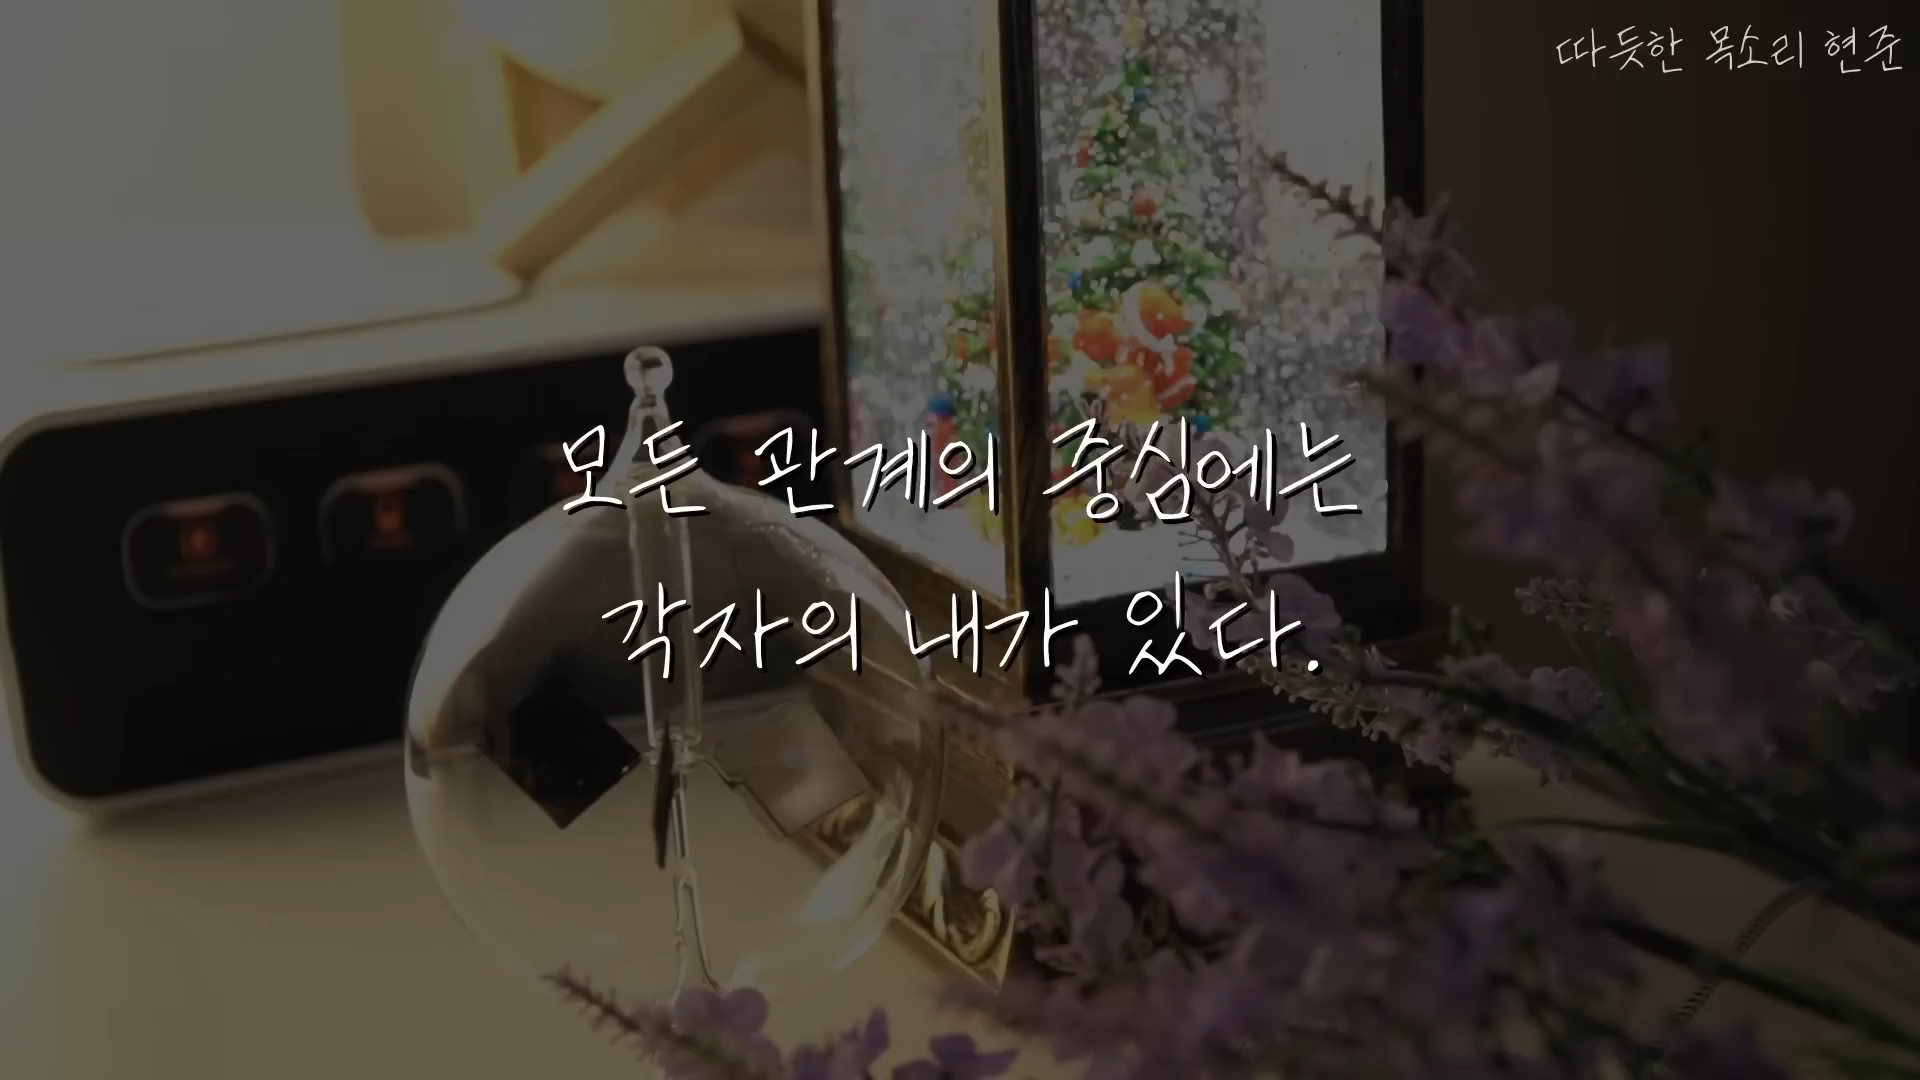 따듯한 목소리 현준
모든 관계의 중심에는
각자의 내가 있다.